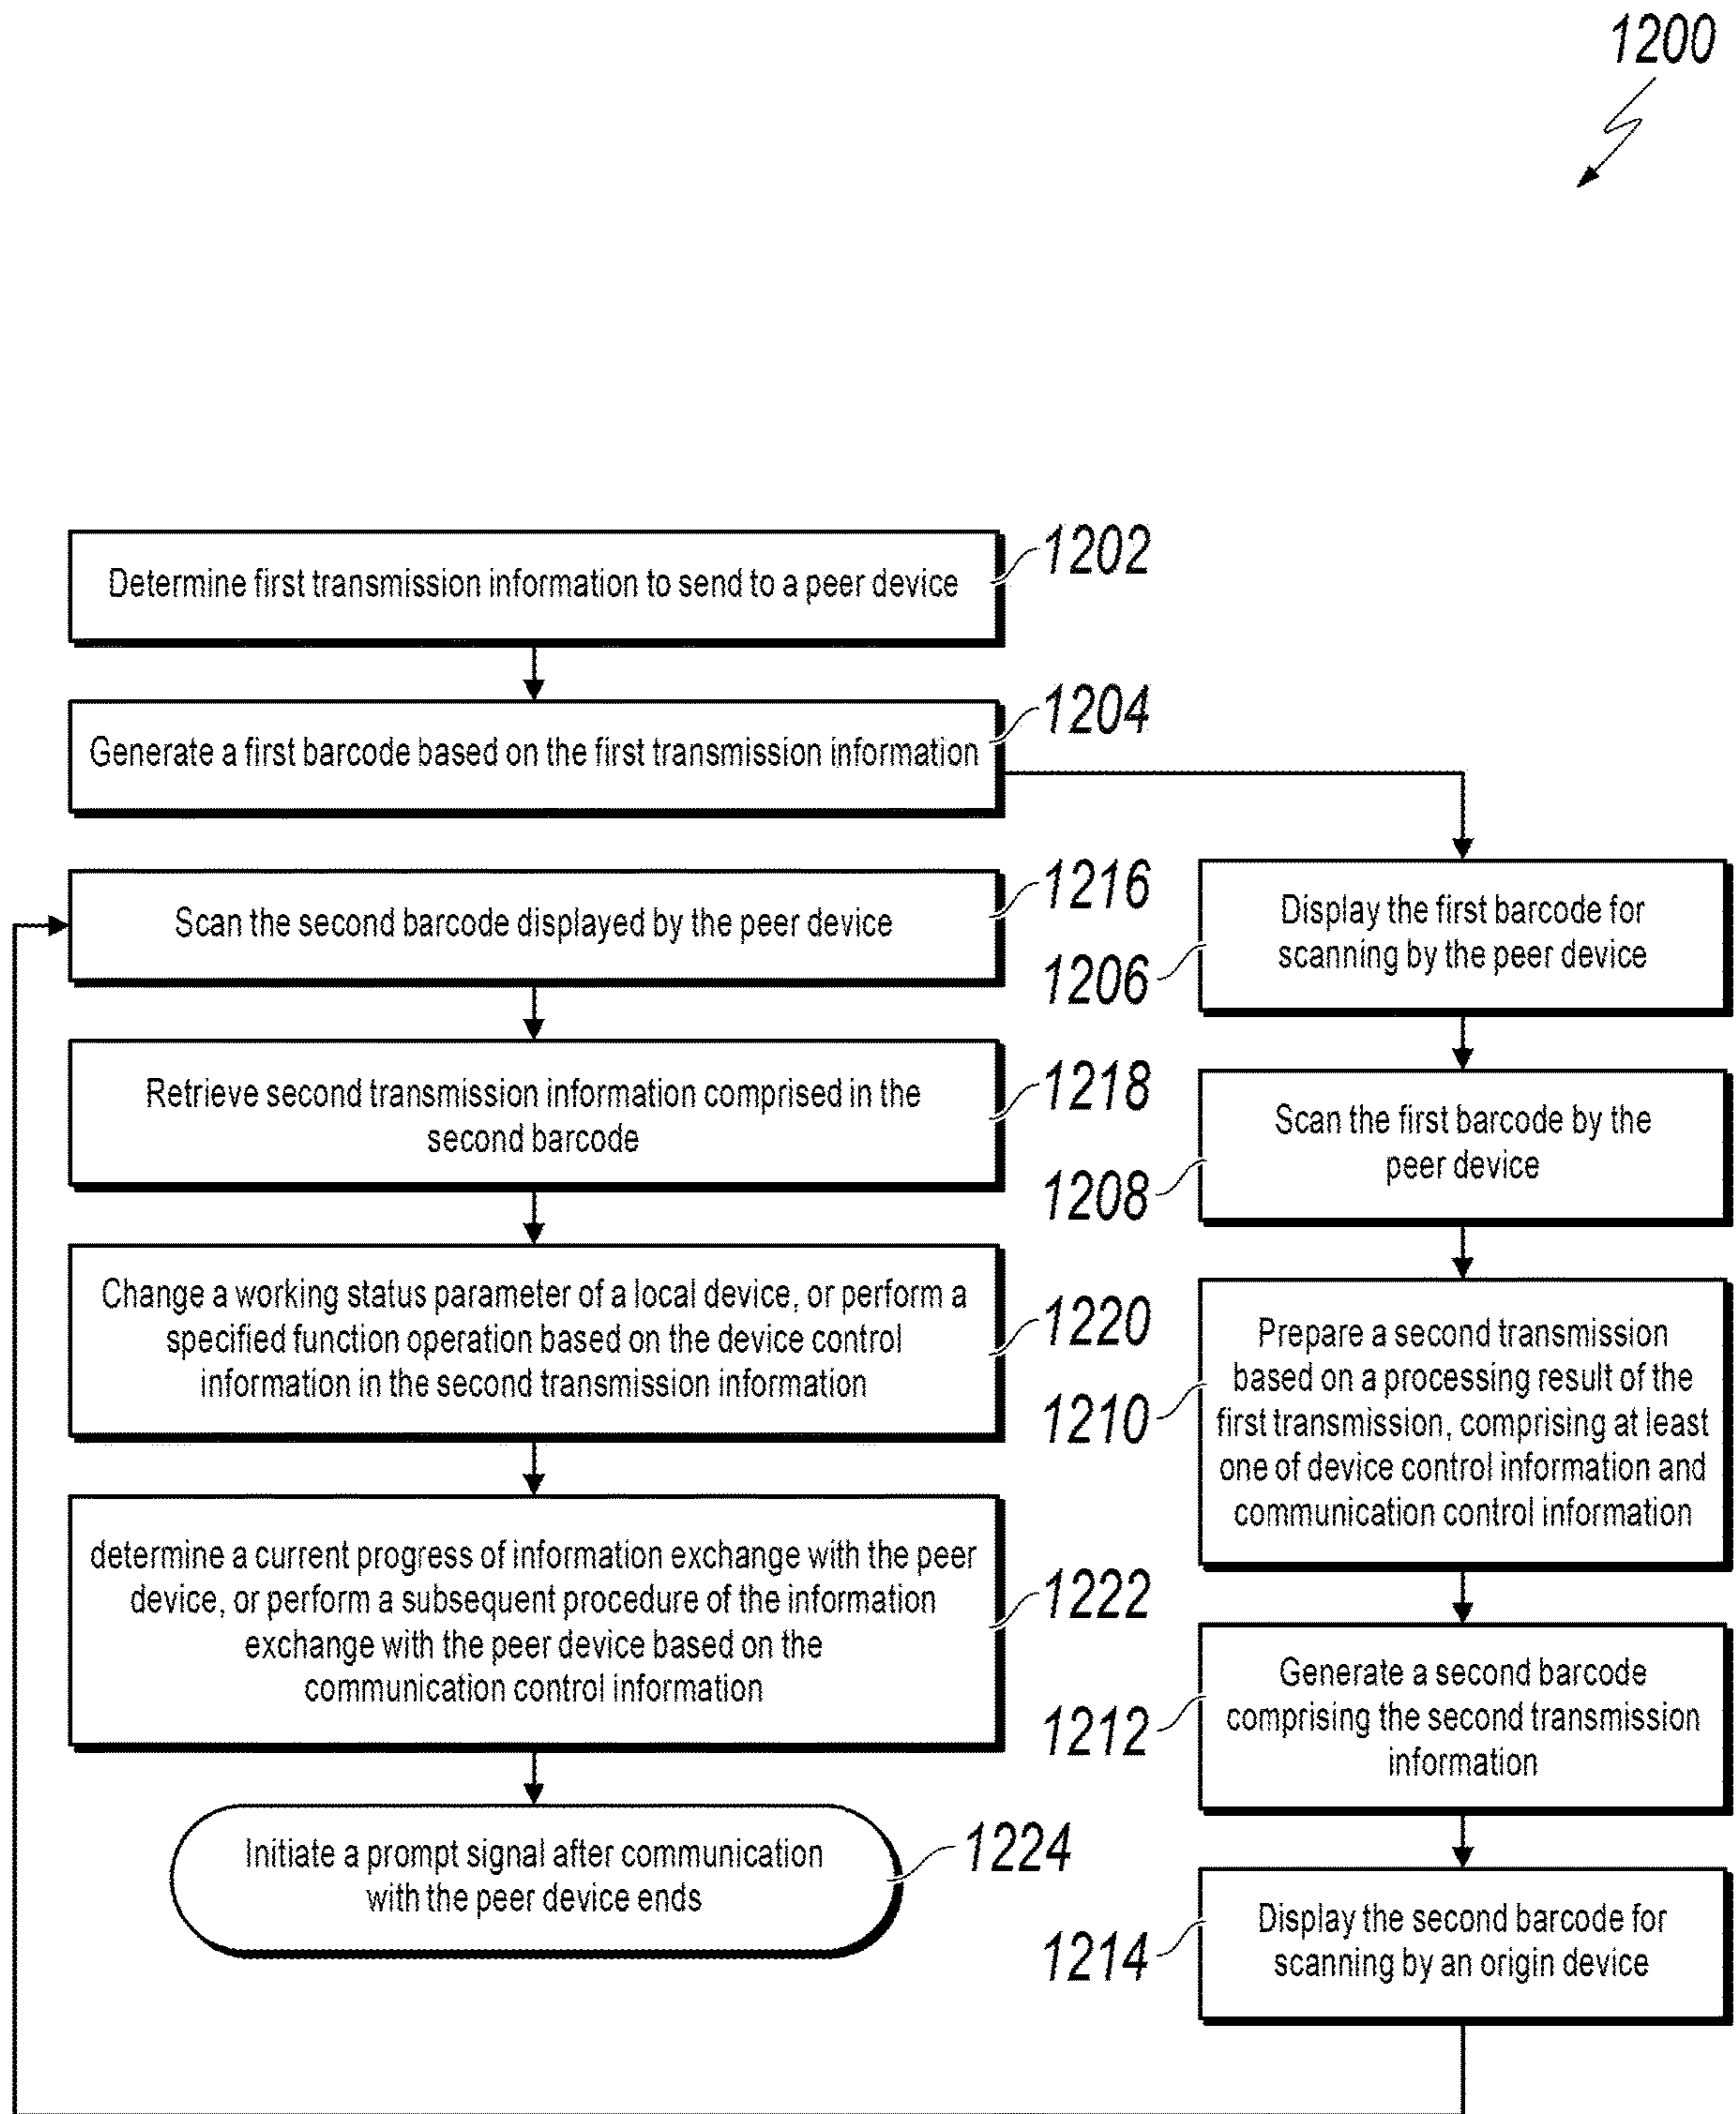 1200
Determine first transmission information to send to a peer device
1202
Generate a first barcode based on the first transmission information
1204
Display the first barcode for
scanning by the peer device
1206
Scan the first barcode by the
peer device
1208
Prepare a second transmission
based on a processing result of the
first transmission, comprising at least
one of device control information and
communication control information
1210
Generate a second barcode
comprising the second transmission
information
1212
Display the second barcode for
scanning by an origin device
1214
Scan the second barcode displayed by the peer device
1216
Retrieve second transmission information comprised in the
second barcode
1218
Change a working status parameter of a local device, or perform a
specified function operation based on the device control
information in the second transmission information
1220
determine a current progress of information exchange with the peer
device, or perform a subsequent procedure of the information
exchange with the peer device based on the
communication control information
1222
Initiate a prompt signal after communication
with the peer device ends
1224